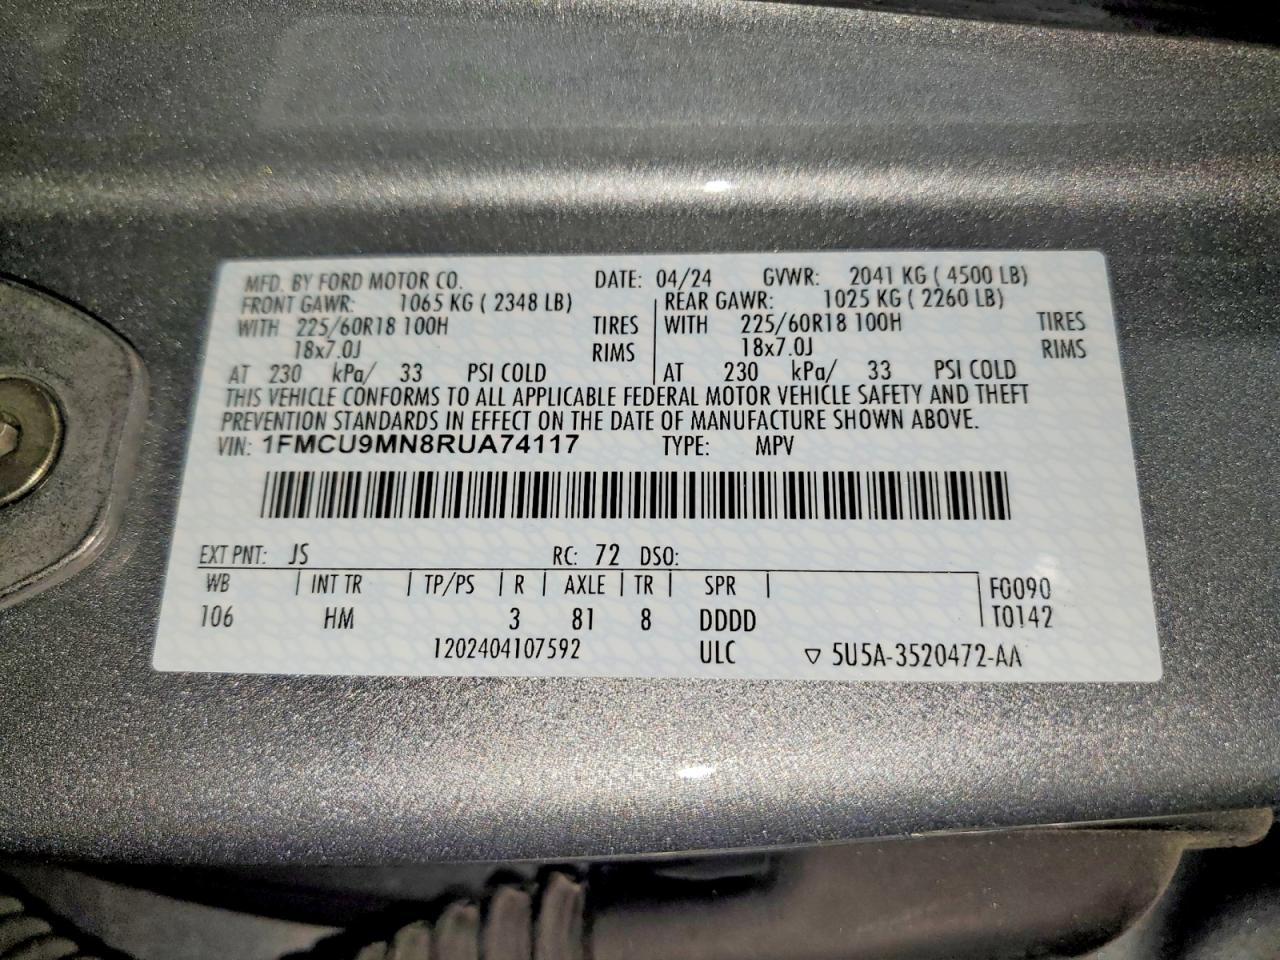 MFD. BY FORD MOTOR CO. DATE: 04/24 GVWR: 2041 KG ( 4500 LB)
FRONT GAWR: 1065 KG ( 2348 LB) REAR GAWR: 1025 KG ( 2260 LB)
WITH 225/60R18 100H TIRES WITH 225/60R18 100H TIRES
18x7.0J RIMS 18x7.0J RIMS
AT 230 kPa/ 33 PSI COLD AT 230 kPa/ 33 PSI COLD
THIS VEHICLE CONFORMS TO ALL APPLICABLE FEDERAL MOTOR VEHICLE SAFETY AND THEFT
PREVENTION STANDARDS IN EFFECT ON THE DATE OF MANUFACTURE SHOWN ABOVE.
VIN: 1FMCU9MN8RUA74117 TYPE: MPV
EXT PNT: JS RC: 72 DSO:
WB INT TR TP/PS R AXLE TR SPR F0090
106 HM 3 81 8 DDDD T0142
1202404107592 ULC ▽ 5U5A-3520472-AA